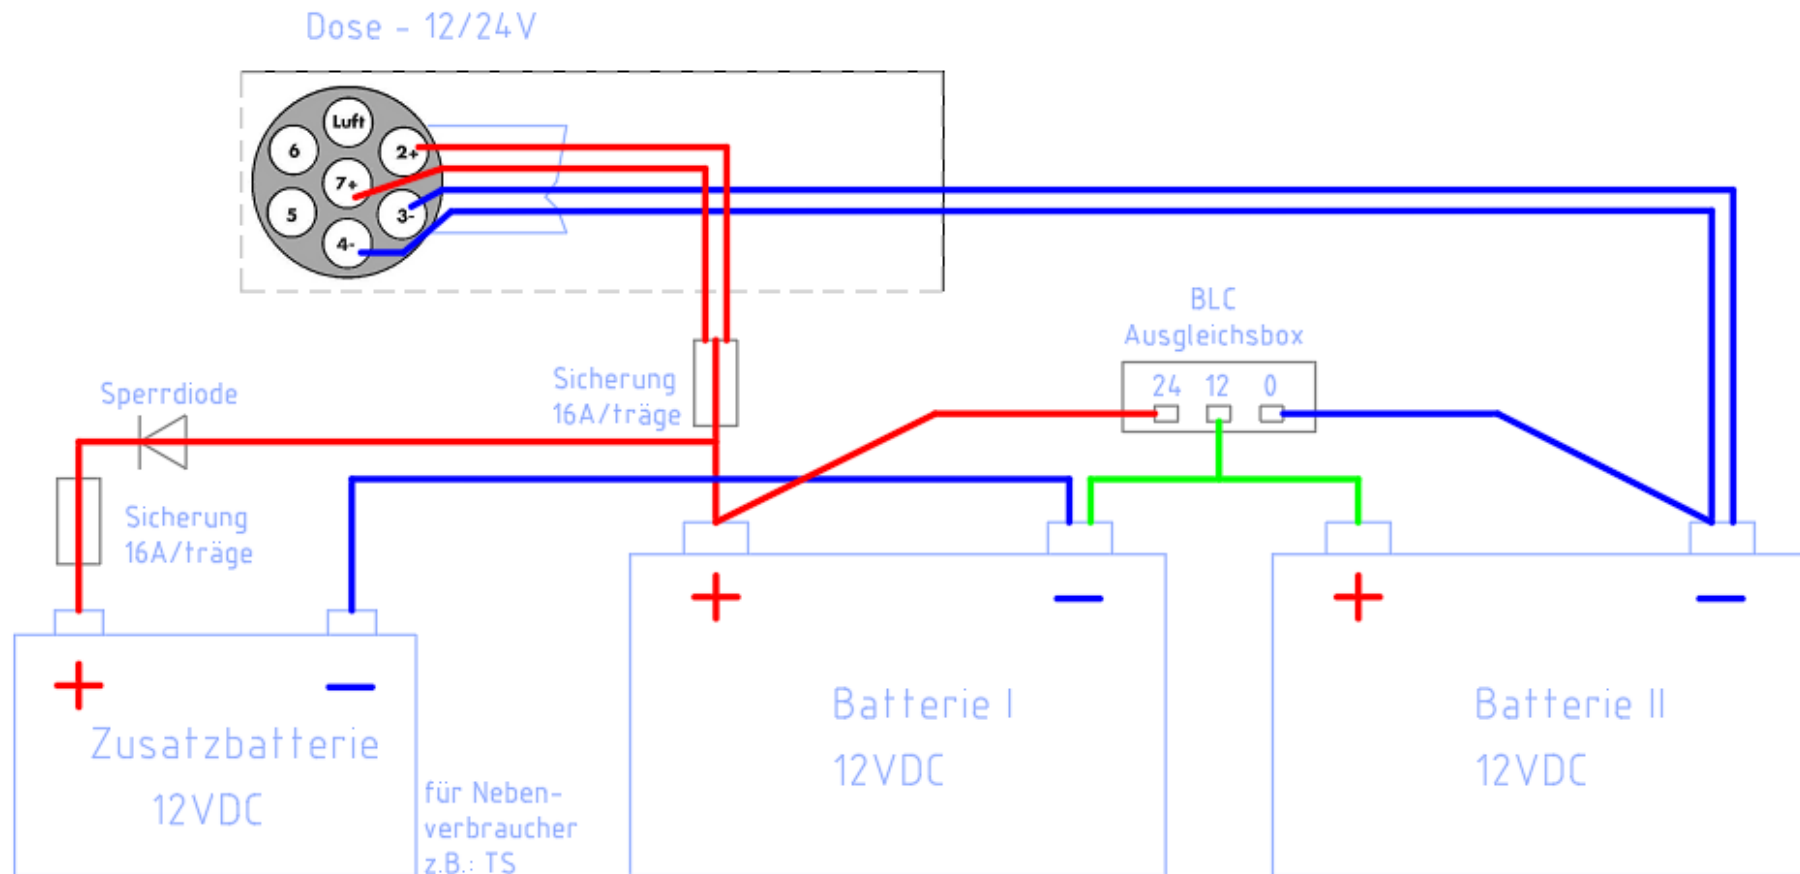 Dose - 12/24V
Luft
6
2+
7+
5
3-
4-
BLC
Ausgleichsbox
24 12 0
Sperrdiode
Sicherung
16A/träge
Sicherung
16A/träge
+
−
+
−
+
−
Zusatzbatterie
12VDC
für Neben-
verbraucher
z.B.: TS
Batterie I
12VDC
Batterie II
12VDC